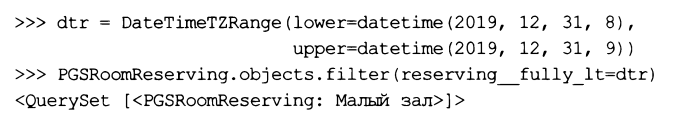 >>> dtr = DateTimeTZRange(lower=datetime(2019, 12, 31, 8),
                          upper=datetime(2019, 12, 31, 9))
>>> PGSRoomReserving.objects.filter(reserving__fully_lt=dtr)
<QuerySet [<PGSRoomReserving: Малый зал>]>